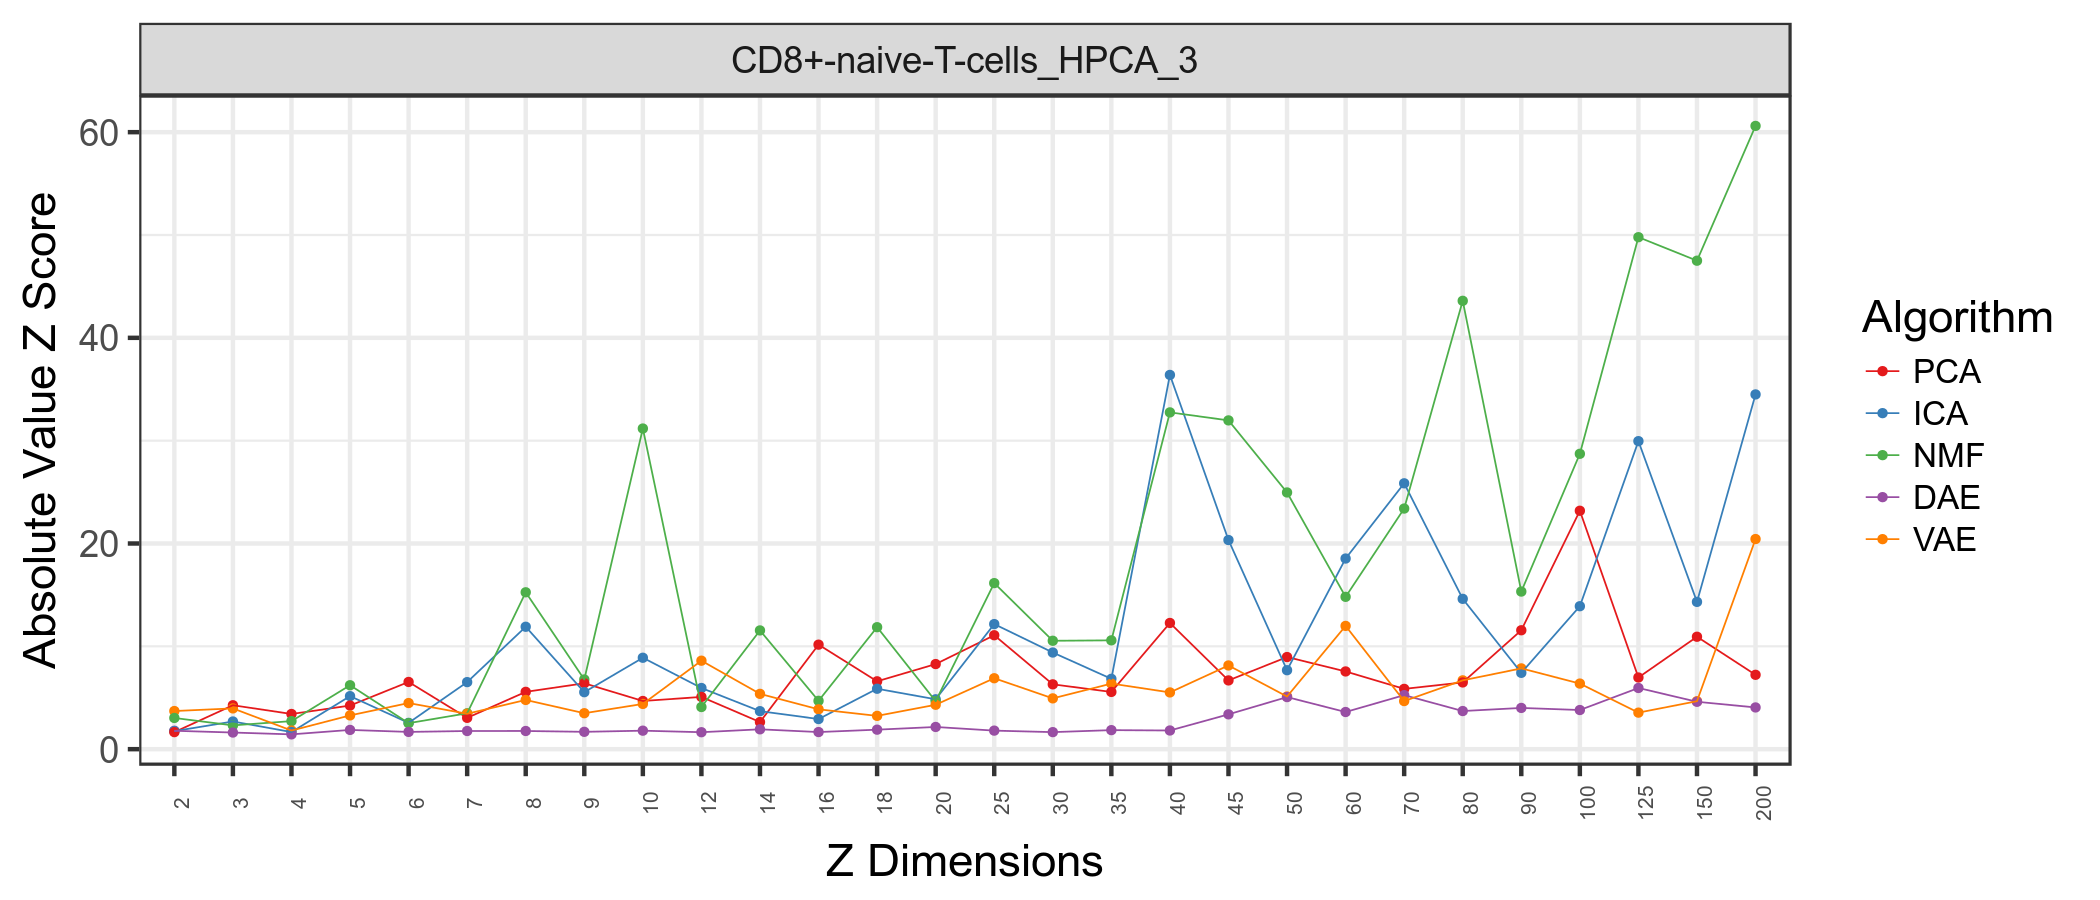 CD8+-naive-T-cells_HPCA_3
Absolute Value Z Score
60
40
20
0
2 3 4 5 6 7 8 9 10 12 14 16 18 20 25 30 35 40 45 50 60 70 80 90 100 125 150 200
Z Dimensions
Algorithm
PCA
ICA
NMF
DAE
VAE